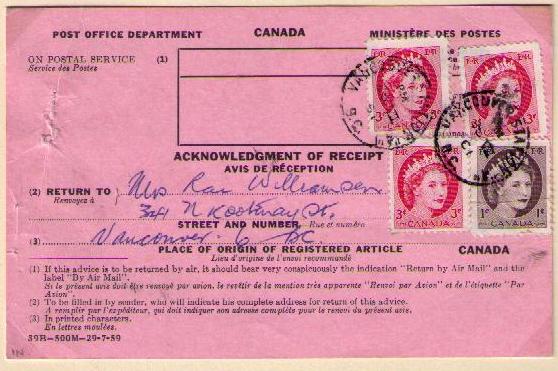 POST OFFICE DEPARTMENT CANADA MINISTÈRE DES POSTES
ON POSTAL SERVICE (1)
Service des Postes
ACKNOWLEDGMENT OF RECEIPT
AVIS DE RÉCEPTION
(2) RETURN TO Mrs Rae Williamson
Renvoyez à
341 N Kootenay St.
STREET AND NUMBER Rue et numéro
(3) Vancouver 6 BC.
PLACE OF ORIGIN OF REGISTERED ARTICLE CANADA
Lieu d'origine de l'envoi recommandé
(1) If this advice is to be returned by air, it should bear very conspicuously the indication "Return by Air Mail" and the
label "By Air Mail".
Si le présent avis doit être renvoyé par avion, le revêtir de la mention très apparente "Renvoi par Avion" et de l'étiquette "Par
Avion".
(2) To be filled in by sender, who will indicate his complete address for return of this advice.
A remplir par l'expéditeur, qui doit indiquer son adresse complète pour le renvoi du présent avis.
(3) In printed characters.
En lettres moulées.
39B-500M-29-7-59
E·R E·R
3¢ 3¢
CANADA
E·R E·R
3¢
E·R E·R
3¢ 3¢
CANADA
1¢ 1¢
CANADA
VANCOUVER
VANCOUVER